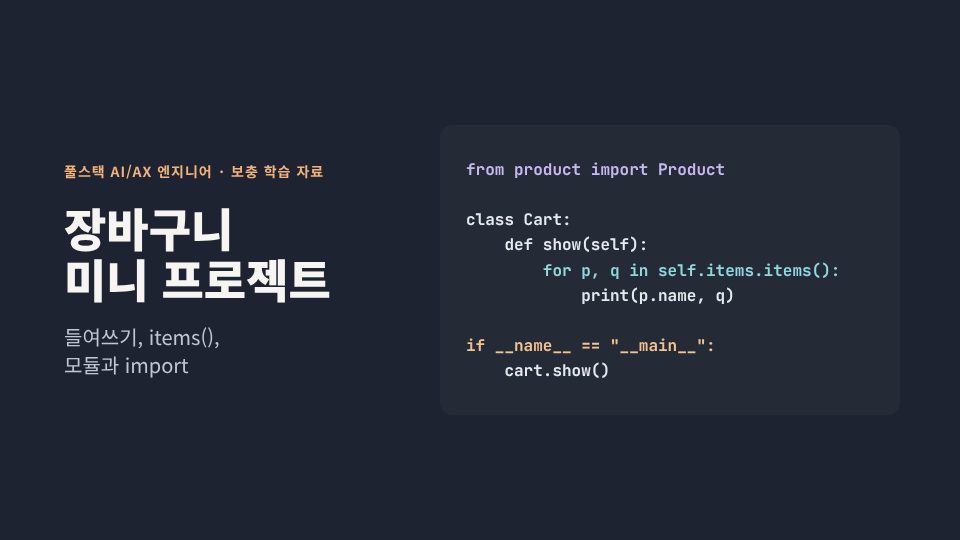 풀스택 AI/AX 엔지니어 · 보충 학습 자료
장바구니
미니 프로젝트
들여쓰기, items(),
모듈과 import
from product import Product
class Cart:
    def show(self):
        for p, q in self.items.items():
            print(p.name, q)
if __name__ == "__main__":
    cart.show()